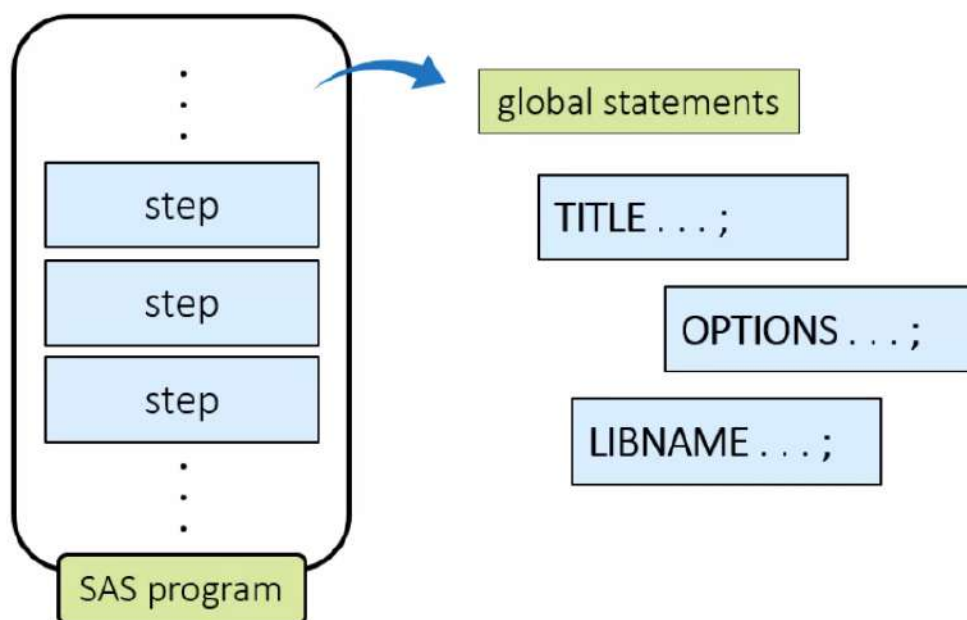 global statements
step
TITLE . . . ;
step
OPTIONS . . . ;
step
LIBNAME . . . ;
SAS program